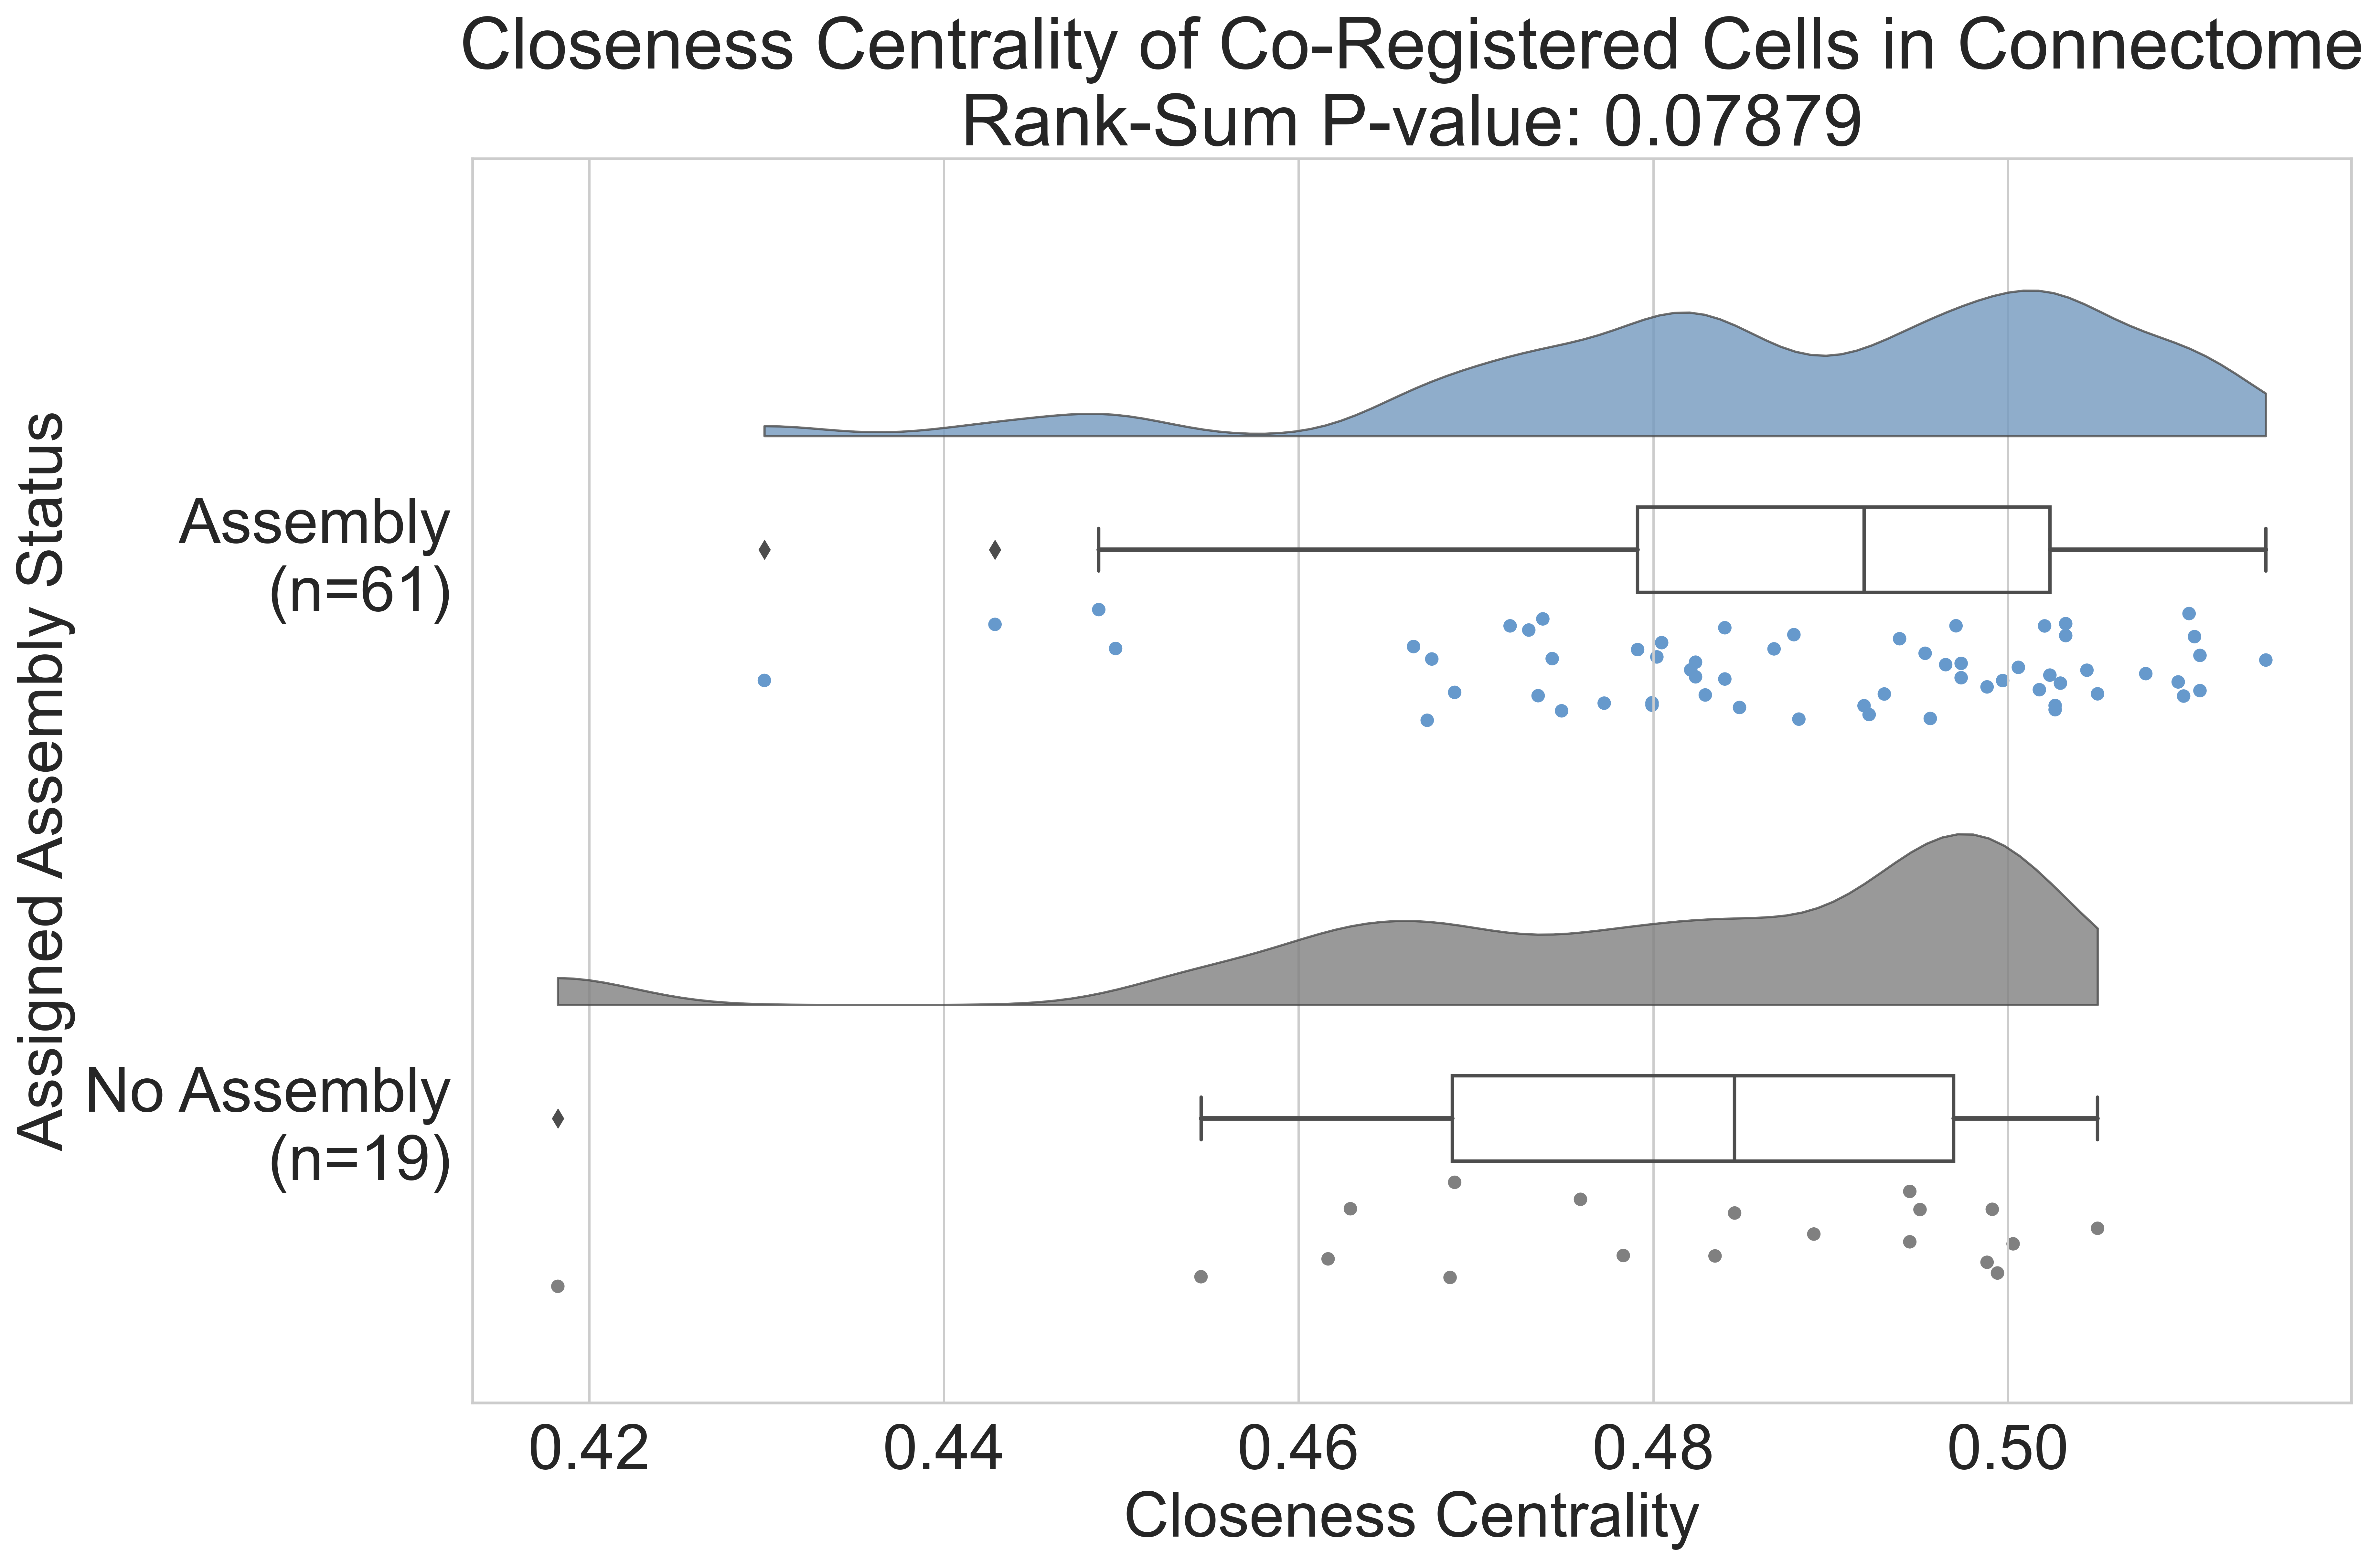 Closeness Centrality of Co-Registered Cells in Connectome
Rank-Sum P-value: 0.07879
Assigned Assembly Status
Assembly
(n=61)
No Assembly
(n=19)
0.42
0.44
0.46
0.48
0.50
Closeness Centrality